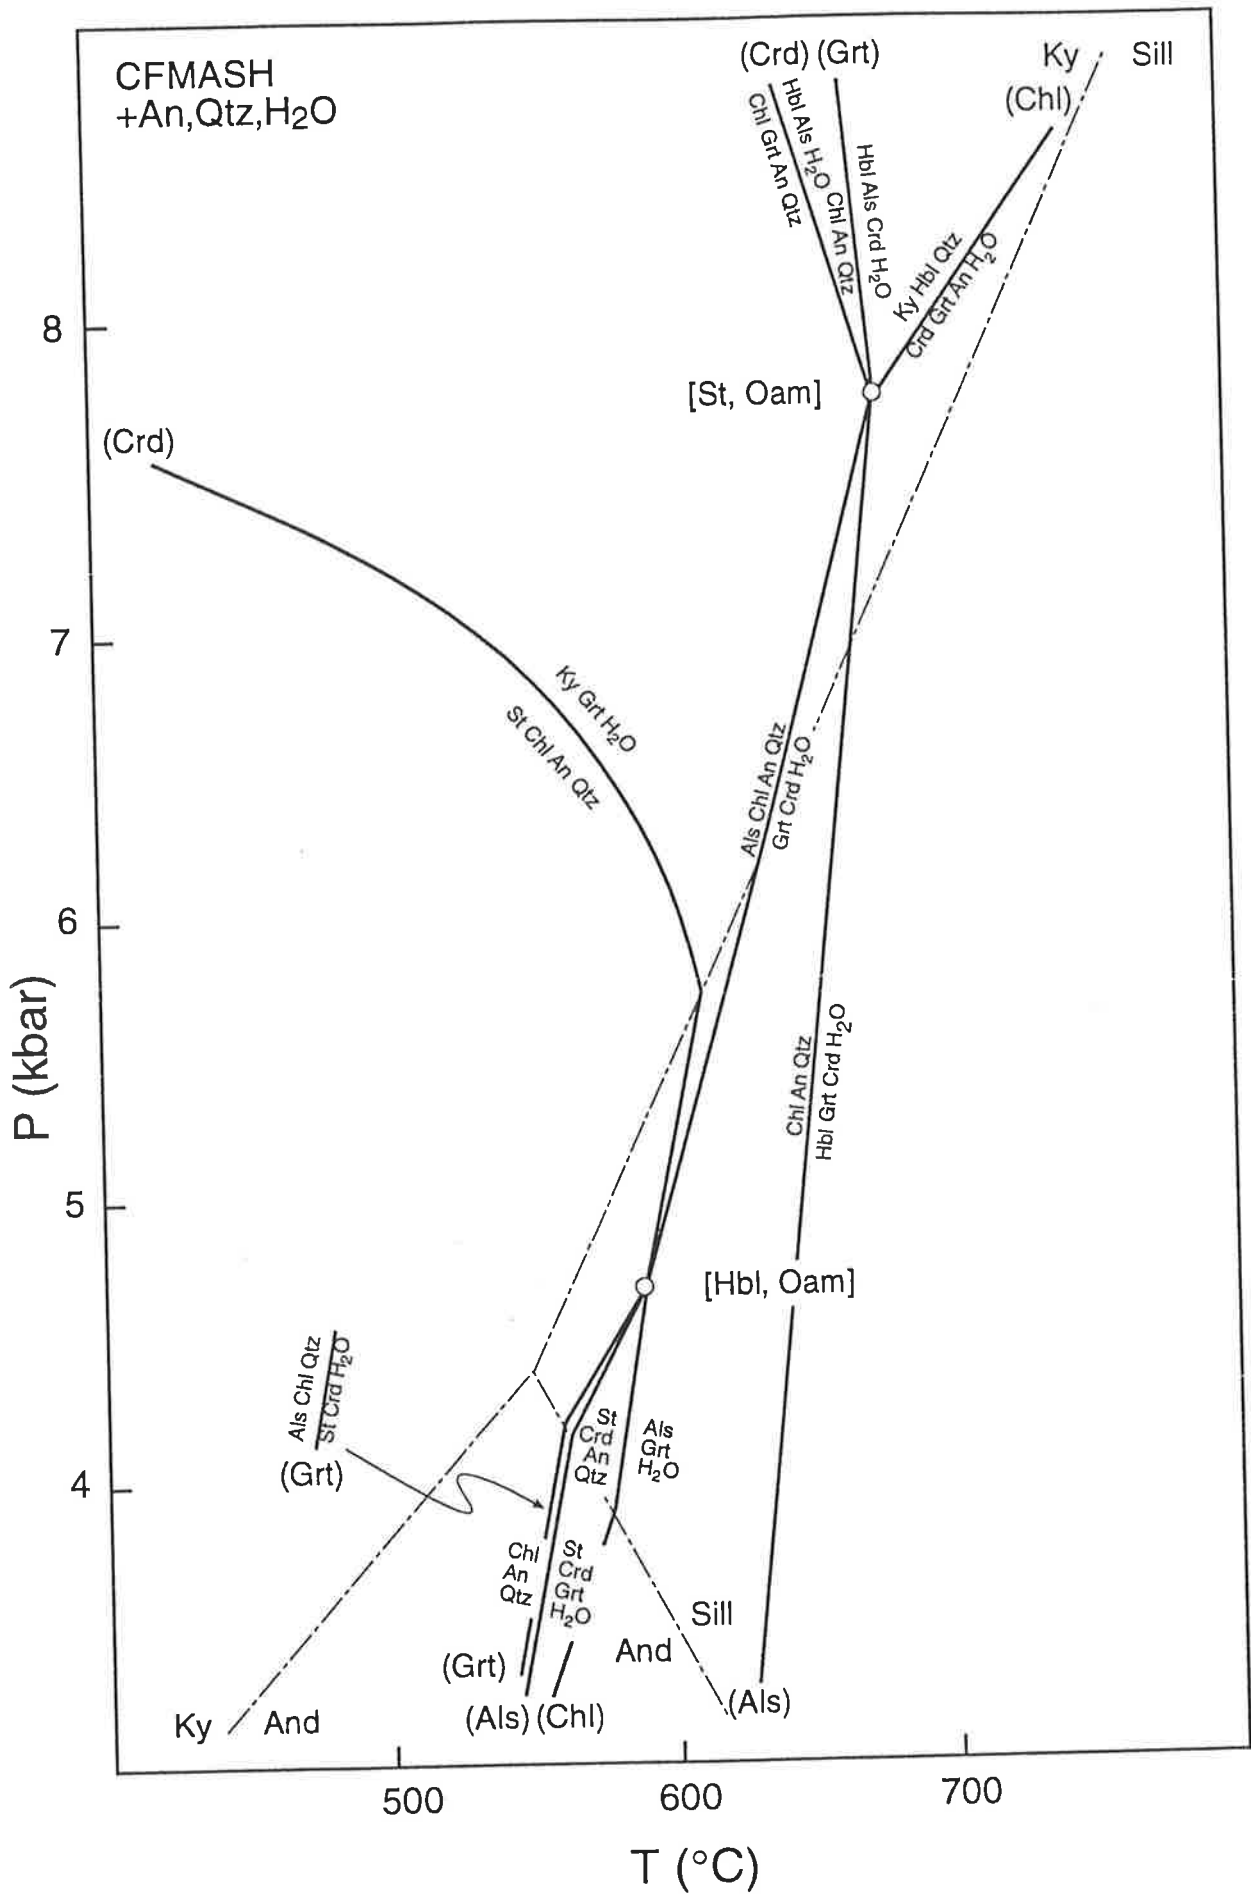 CFMASH
+An,Qtz,H₂O
(Crd) (Grt)
Ky
Sill
(Chl)
Hbl Als H₂O
Chl Grt An Qtz
Hbl Als Crd H₂O
Chl An Qtz
Ky Hbl Qtz
Crd Grt An H₂O
8
[St, Oam]
(Crd)
7
Ky Grt H₂O
St Chl An Qtz
Als Chl An Qtz
Grt Crd H₂O
6
P (kbar)
Chl An Qtz
Hbl Grt Crd H₂O
5
[Hbl, Oam]
Als Chl Qtz
St Crd H₂O
(Grt)
St
Crd
An
Qtz
Als
Grt
H₂O
4
Chl
An
Qtz
St
Crd
Grt
H₂O
Sill
And
(Grt)
(Als) (Chl)
(Als)
Ky
And
500
600
700
T (°C)